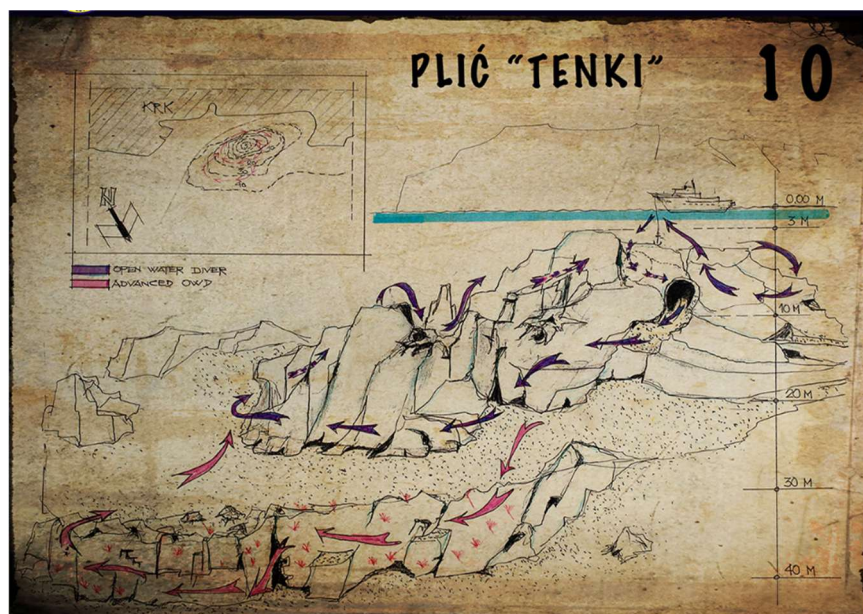 PLIĆ "TENKI"
10
KRK
N
OPEN WATER DIVER
ADVANCED OWD
0.00 M
3 M
10 M
20 M
30 M
40 M